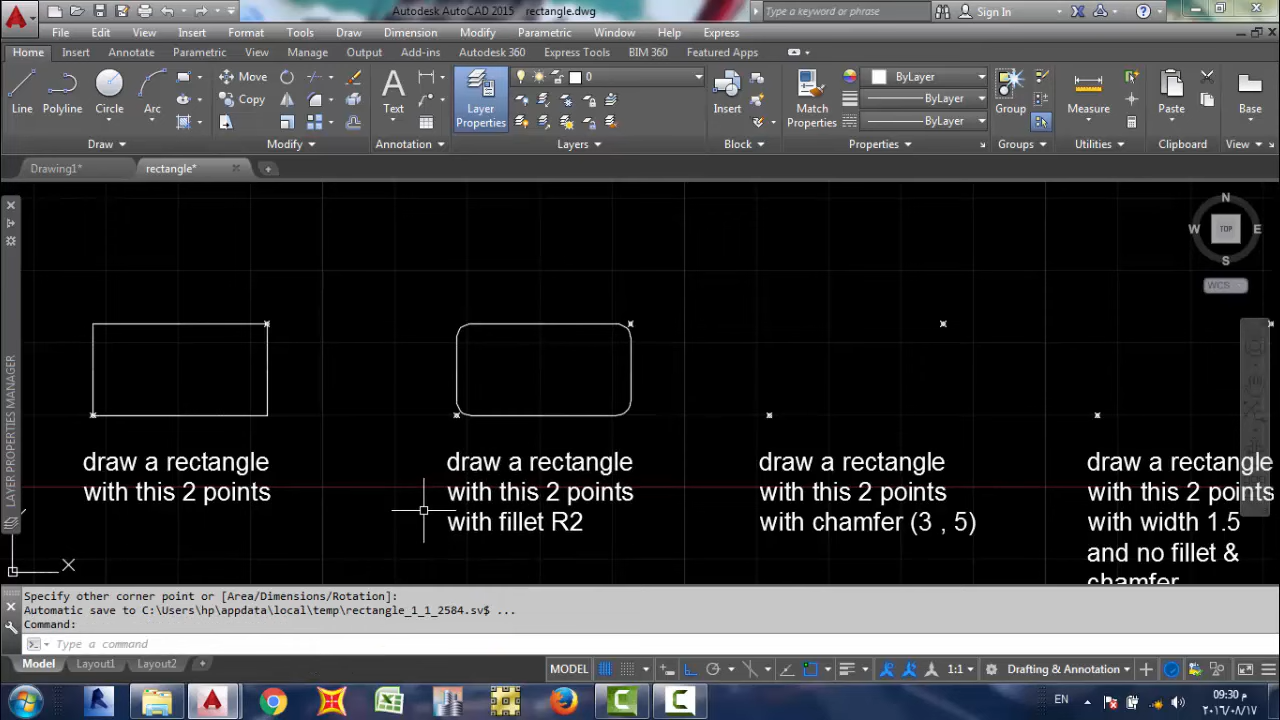 Autodesk AutoCAD 2015 rectangle.dwg
Type a keyword or phrase
Sign In
File Edit View Insert Format Tools Draw Dimension Modify Parametric Window Help Express
Home Insert Annotate Parametric View Manage Output Add-ins Autodesk 360 Express Tools BIM 360 Featured Apps
Line Polyline Circle Arc
Move
Copy
Text
Layer
Properties
0
Insert
Match
Properties
ByLayer
ByLayer
ByLayer
Group
Measure
Paste
Base
Draw Modify Annotation Layers Block Properties Groups Utilities Clipboard View
Drawing1* rectangle*
N
W TOP E
S
WCS
LAYER PROPERTIES MANAGER
draw a rectangle
with this 2 points
draw a rectangle
with this 2 points
with fillet R2
draw a rectangle
with this 2 points
with chamfer (3 , 5)
draw a rectangle
with this 2 points
with width 1.5
and no fillet &
chamfer
X
Specify other corner point or [Area/Dimensions/Rotation]:
Automatic save to C:\Users\hp\appdata\local\temp\rectangle_1_1_2584.sv$ ...
Command:
Type a command
Model Layout1 Layout2 +
MODEL 1:1 Drafting & Annotation
EN
09:30 م
٢٠١٦/٠٨/١٧